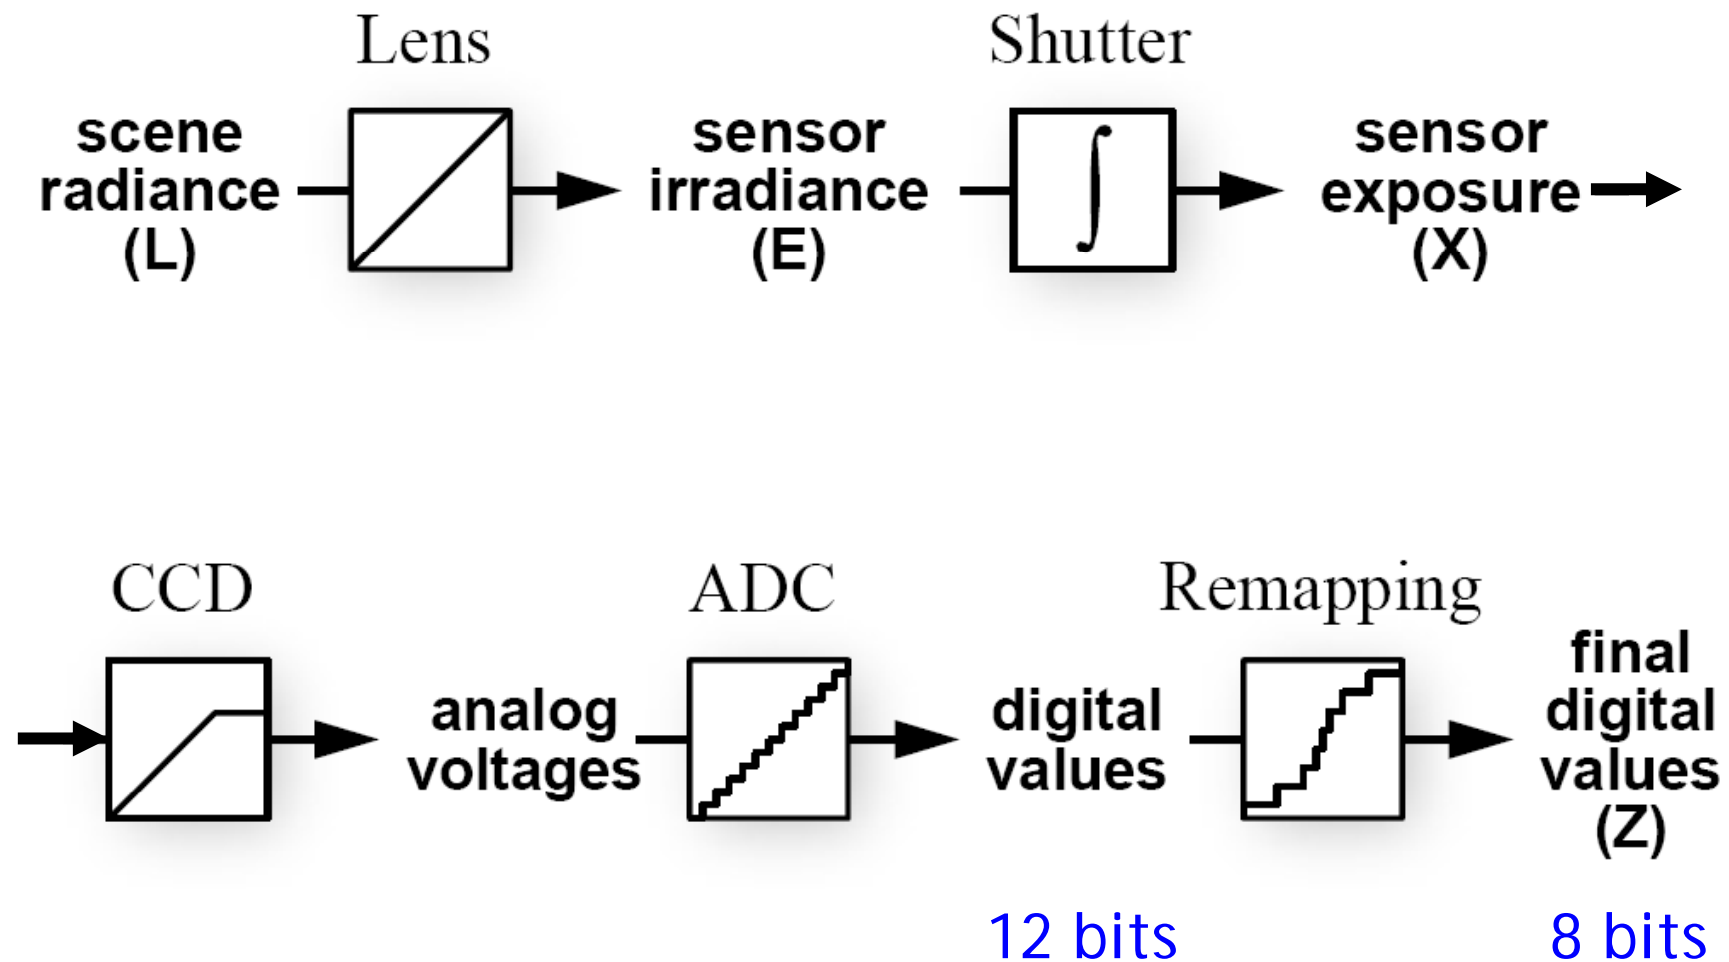 Lens
Shutter
scene
radiance
(L)
sensor
irradiance
(E)
∫
sensor
exposure
(X)
CCD
ADC
Remapping
analog
voltages
digital
values
final
digital
values
(Z)
12 bits
8 bits